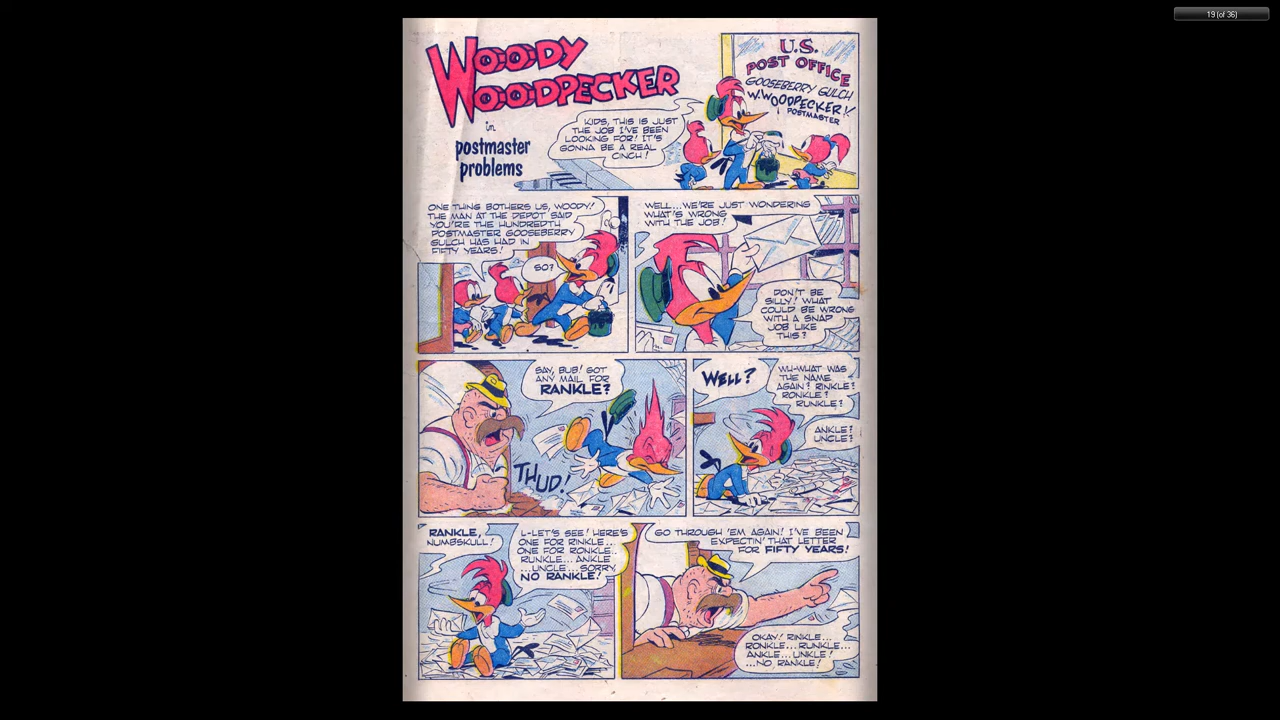 19 (of 36)
WOODY
WOODPECKER
in
postmaster
problems
KIDS, THIS IS JUST
THE JOB I'VE BEEN
LOOKING FOR! IT'S
GONNA BE A REAL
CINCH!
U.S.
POST OFFICE
GOOSEBERRY GULCH
W. WOODPECKER!
POSTMASTER
ONE THING BOTHERS US, WOODY!
THE MAN AT THE DEPOT SAID
YOU'RE THE HUNDREDTH
POSTMASTER GOOSEBERRY
GULCH HAS HAD IN
FIFTY YEARS!
SO?
WELL... WE'RE JUST WONDERING
WHAT'S WRONG
WITH THE JOB!
DON'T BE
SILLY! WHAT
COULD BE WRONG
WITH A SNAP
JOB LIKE
THIS?
SAY, BUB! GOT
ANY MAIL FOR
RANKLE?
THUD!
WELL?
WH-WHAT WAS
THE NAME
AGAIN? RINKLE?
RONKLE?
RUNKLE?
ANKLE?
UNCLE?
RANKLE,
NUMBSKULL!
L-LET'S SEE! HERE'S
ONE FOR RINKLE...
ONE FOR RONKLE..
RUNKLE... ANKLE
...UNCLE... SORRY,
NO RANKLE!
GO THROUGH 'EM AGAIN! I'VE BEEN
EXPECTIN' THAT LETTER
FOR FIFTY YEARS!
OKAY! RINKLE...
RONKLE... RUNKLE...
ANKLE... UNKLE!
...NO RANKLE!